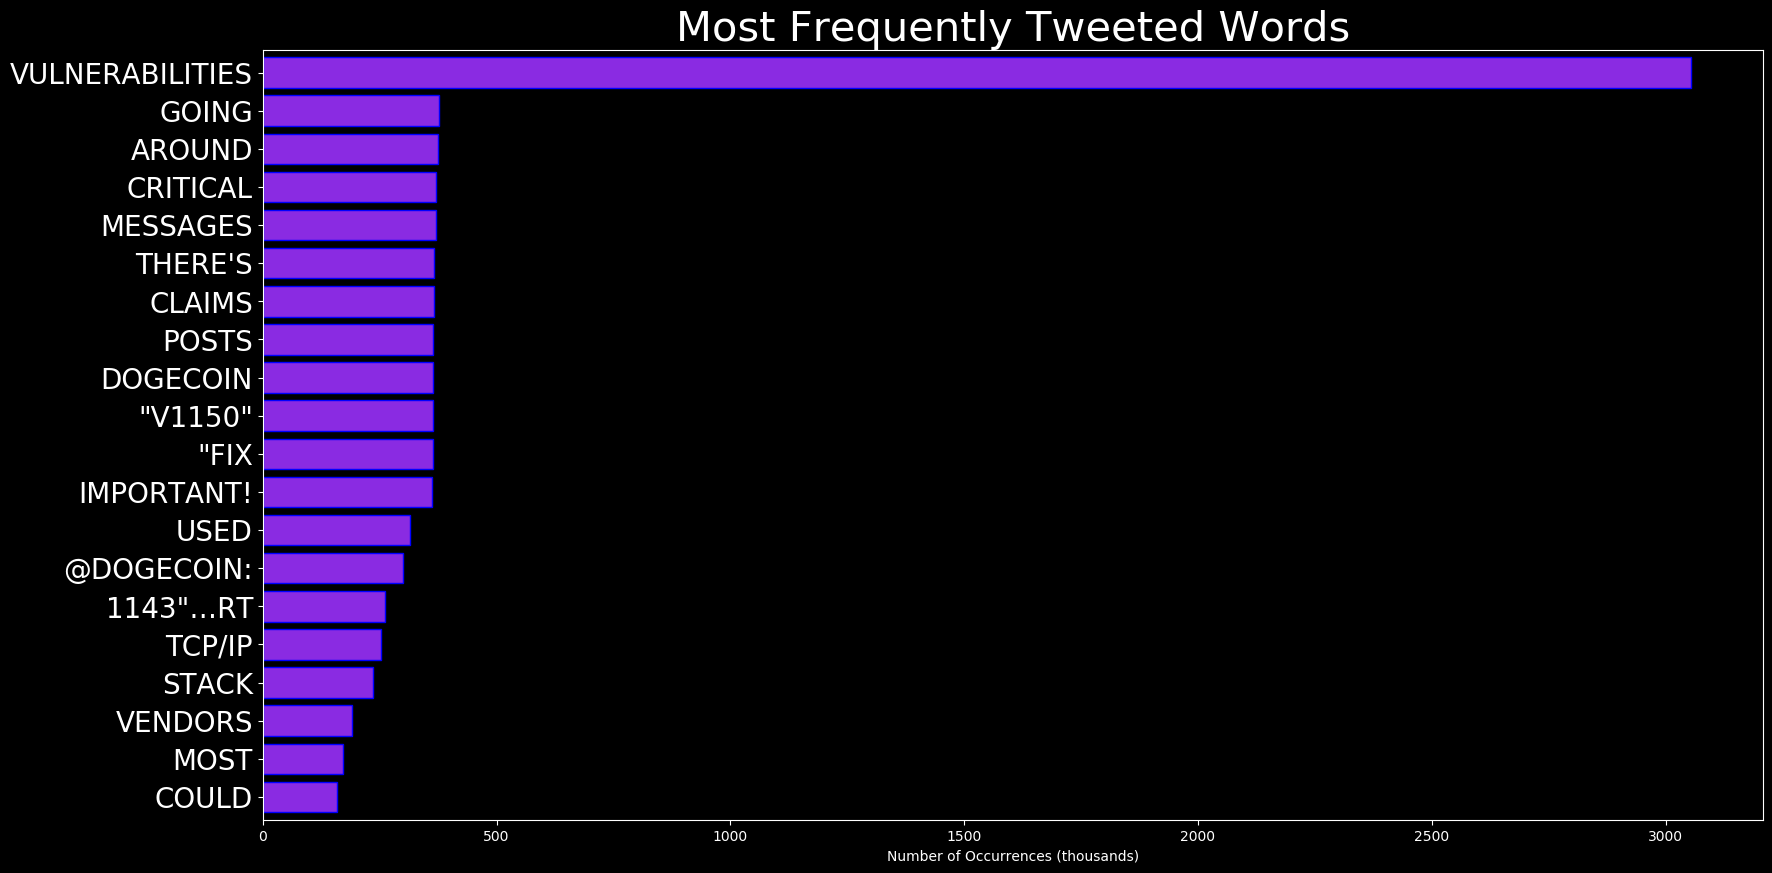 Most Frequently Tweeted Words
VULNERABILITIES
GOING
AROUND
CRITICAL
MESSAGES
THERE'S
CLAIMS
POSTS
DOGECOIN
"V1150"
"FIX
IMPORTANT!
USED
@DOGECOIN:
1143"…RT
TCP/IP
STACK
VENDORS
MOST
COULD
0 500 1000 1500 2000 2500 3000
Number of Occurrences (thousands)